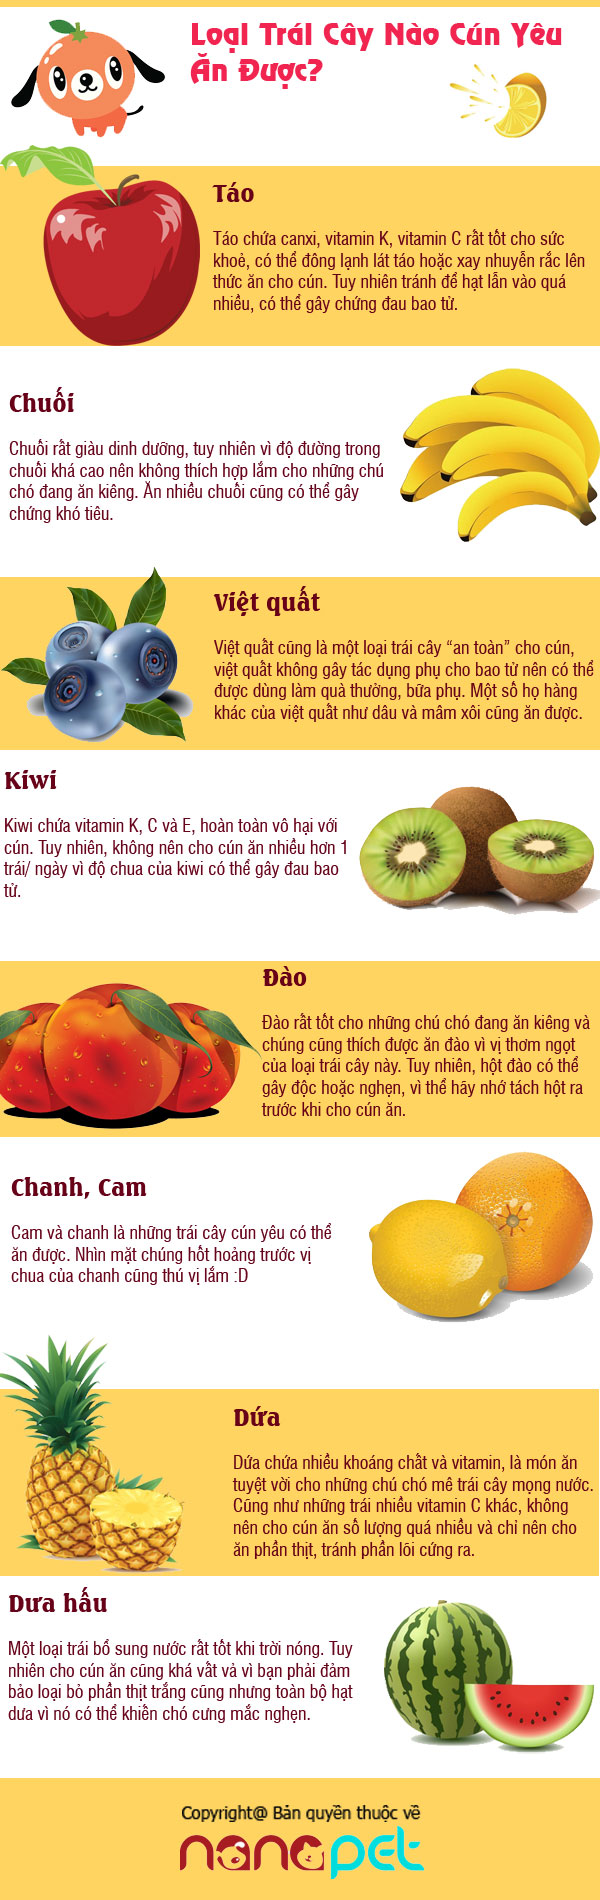 Loại Trái Cây Nào Cún Yêu
Ăn Được?
Táo
Táo chứa canxi, vitamin K, vitamin C rất tốt cho sức
khoẻ, có thể đông lạnh lát táo hoặc xay nhuyễn rắc lên
thức ăn cho cún. Tuy nhiên tránh để hạt lẫn vào quá
nhiều, có thể gây chứng đau bao tử.
Chuối
Chuối rất giàu dinh dưỡng, tuy nhiên vì độ đường trong
chuối khá cao nên không thích hợp lắm cho những chú
chó đang ăn kiêng. Ăn nhiều chuối cũng có thể gây
chứng khó tiêu.
Việt quất
Việt quất cũng là một loại trái cây “an toàn” cho cún,
việt quất không gây tác dụng phụ cho bao tử nên có thể
được dùng làm quà thưởng, bữa phụ. Một số họ hàng
khác của việt quất như dâu và mâm xôi cũng ăn được.
Kiwi
Kiwi chứa vitamin K, C và E, hoàn toàn vô hại với
cún. Tuy nhiên, không nên cho cún ăn nhiều hơn 1
trái/ ngày vì độ chua của kiwi có thể gây đau bao
tử.
Đào
Đào rất tốt cho những chú chó đang ăn kiêng và
chúng cũng thích được ăn đào vì vị thơm ngọt
của loại trái cây này. Tuy nhiên, hột đào có thể
gây độc hoặc nghẹn, vì thế hãy nhớ tách hột ra
trước khi cho cún ăn.
Chanh, Cam
Cam và chanh là những trái cây cún yêu có thể
ăn được. Nhìn mặt chúng hốt hoảng trước vị
chua của chanh cũng thú vị lắm :D
Dứa
Dứa chứa nhiều khoáng chất và vitamin, là món ăn
tuyệt vời cho những chú chó mê trái cây mọng nước.
Cũng như những trái nhiều vitamin C khác, không
nên cho cún ăn số lượng quá nhiều và chỉ nên cho
ăn phần thịt, tránh phần lõi cứng ra.
Dưa hấu
Một loại trái bổ sung nước rất tốt khi trời nóng. Tuy
nhiên cho cún ăn cũng khá vất vả vì bạn phải đảm
bảo loại bỏ phần thịt trắng cũng nhưng toàn bộ hạt
dưa vì nó có thể khiến chó cưng mắc nghẹn.
Copyright@ Bản quyền thuộc về
nanapet